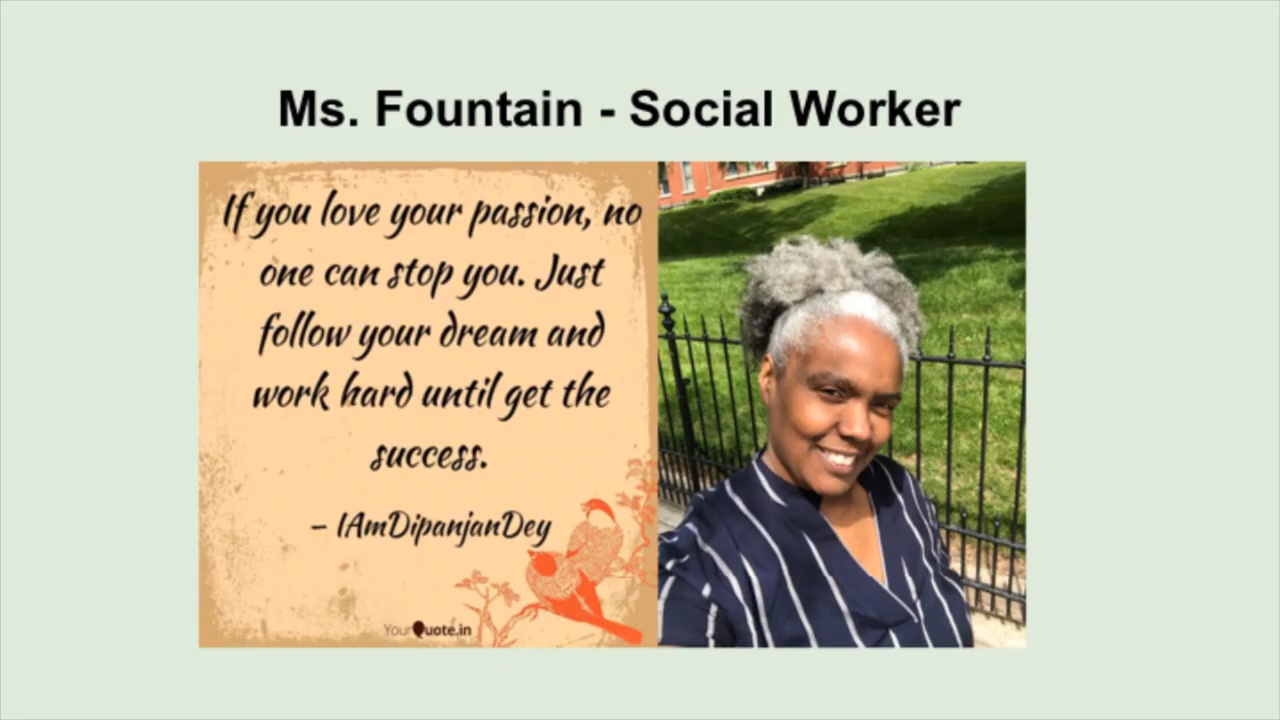 Ms. Fountain - Social Worker
If you love your passion, no
one can stop you. Just
follow your dream and
work hard until get the
success.
– IAmDipanjanDey
YourQuote.in